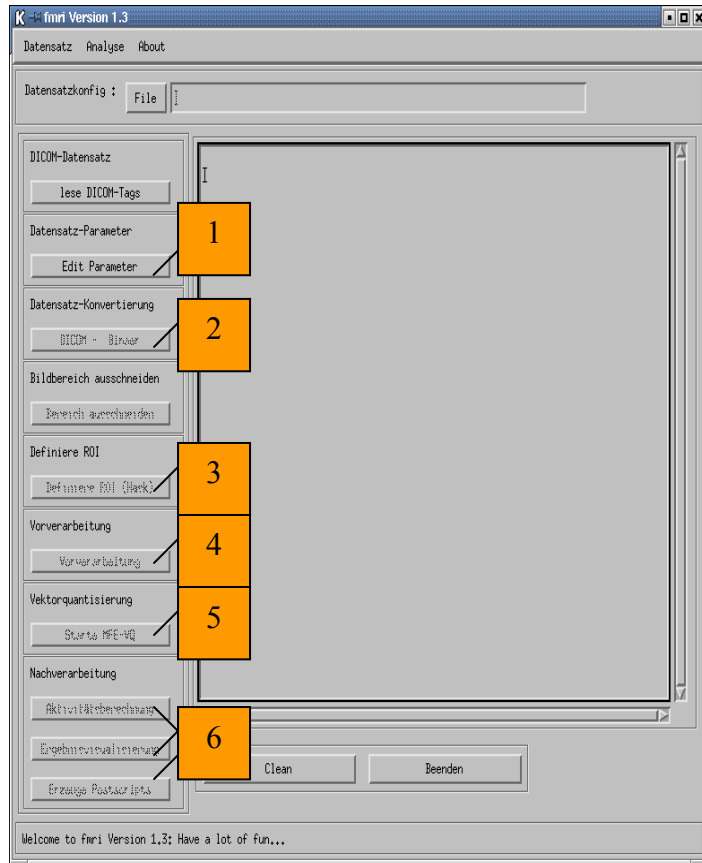 fmri Version 1.3
Datensatz Analyse About
Datensatzkonfig : File
DICOM-Datensatz
lese DICOM-Tags
Datensatz-Parameter
1
Edit Parameter
Datensatz-Konvertierung
2
DICOM - Binaer
Bildbereich ausschneiden
Bereich ausschneiden
Definiere ROI
3
Definiere ROI (Mask)
Vorverarbeitung
4
Vorverarbeitung
Vektorquantisierung
5
Starte MFE-VQ
Nachverarbeitung
Aktivitätsberechnung
6
Ergebnisvisualisierung
Erzeuge Postscripts
Clean Beenden
Welcome to fmri Version 1.3: Have a lot of fun...